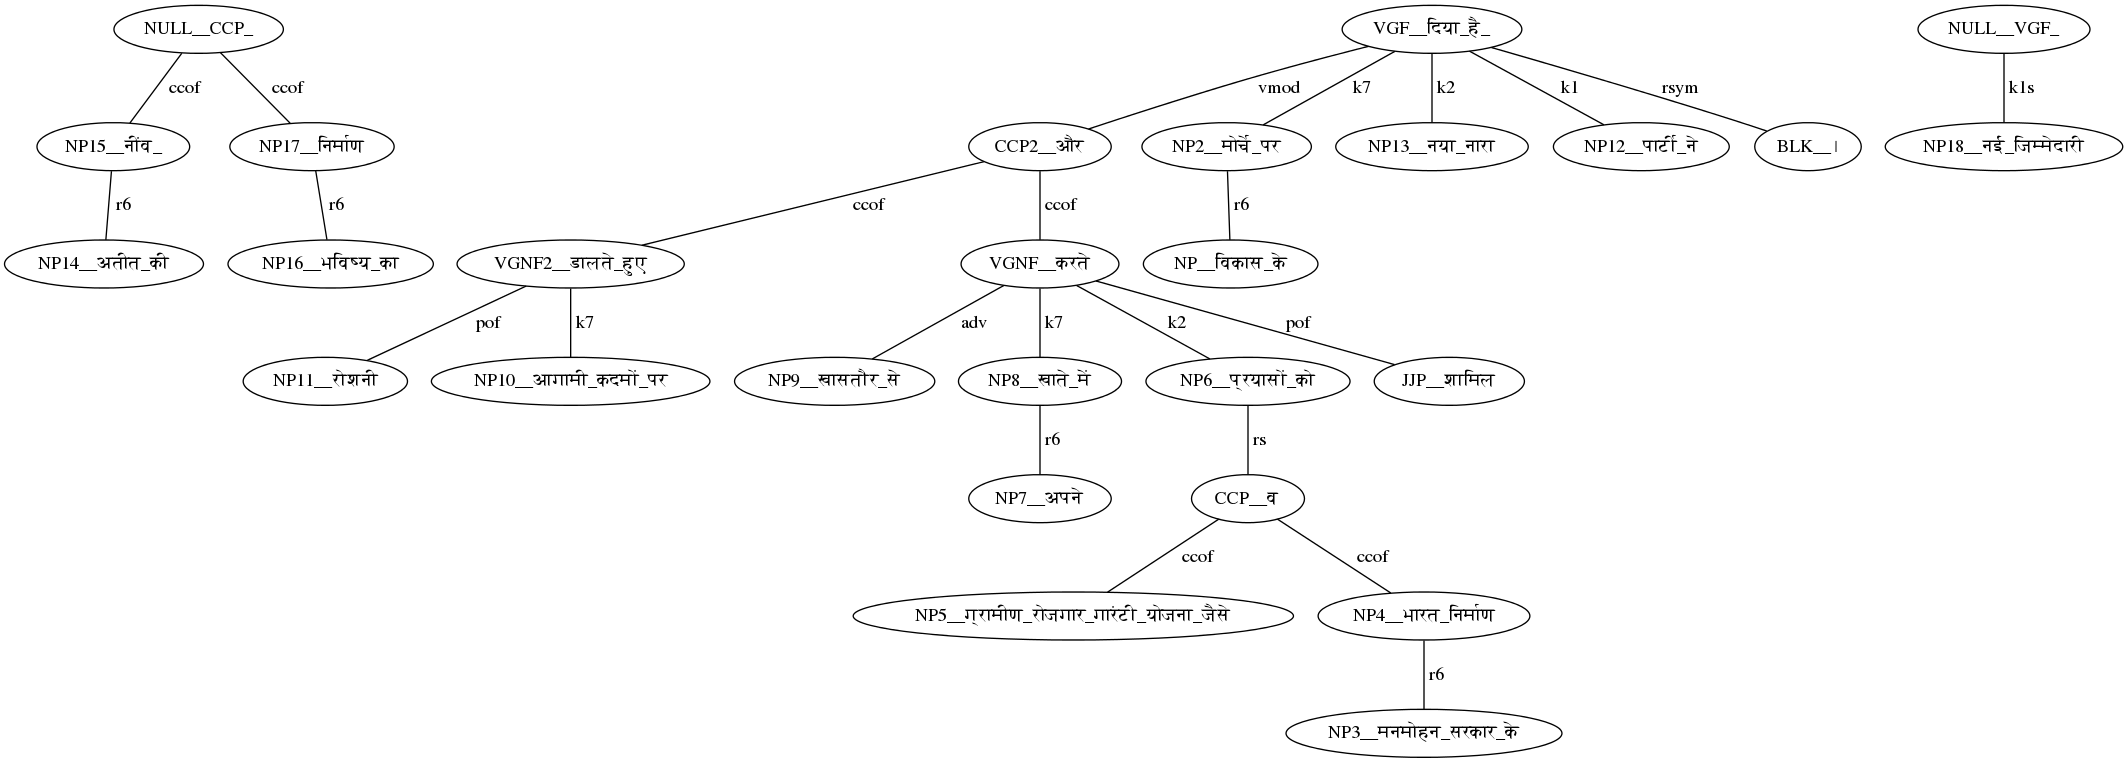 NULL__CCP_ VGF__दिया_है_ NULL__VGF_
ccof ccof vmod k7 k2 k1 rsym k1s
NP15__नींव_ NP17__निर्माण CCP2__और NP2__मोर्चे_पर NP13__नया_नारा NP12__पार्टी_ने BLK__। NP18__नई_जिम्मेदारी
r6 r6 ccof ccof r6
NP14__अतीत_की NP16__भविष्य_का VGNF2__डालते_हुए VGNF__करते NP__विकास_के
pof k7 adv k7 k2 pof
NP11__रोशनी NP10__आगामी_कदमों_पर NP9__खासतौर_से NP8__खाते_में NP6__प्रयासों_को JJP__शामिल
r6 rs
NP7__अपने CCP__व
ccof ccof
NP5__ग्रामीण_रोजगार_गारंटी_योजना_जैसे NP4__भारत_निर्माण
r6
NP3__मनमोहन_सरकार_के